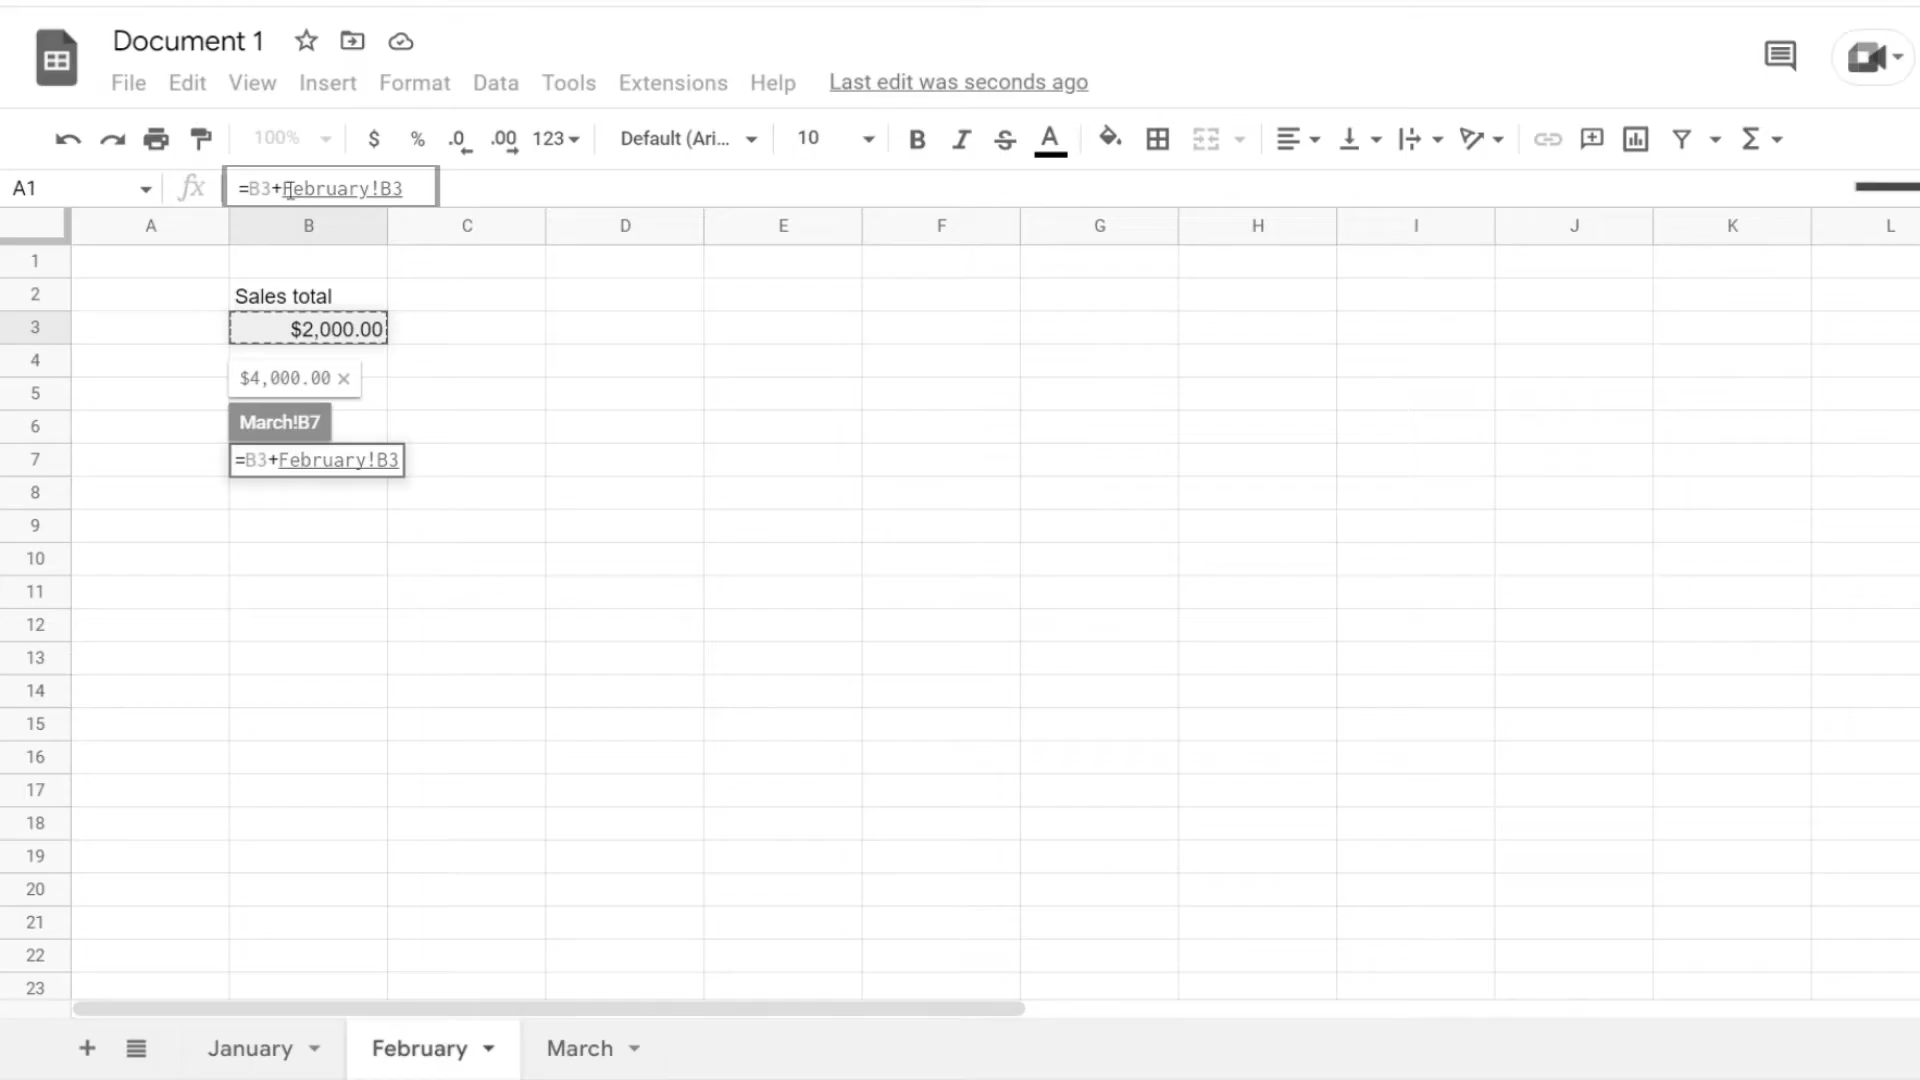 Document 1
File Edit View Insert Format Data Tools Extensions Help Last edit was seconds ago
100% $ % .0 .00 123 Default (Ari... 10 B I S A
A1 fx =B3+February!B3
A B C D E F G H I J K L
1
2 Sales total
3 $2,000.00
4
$4,000.00 ×
5
6 March!B7
7 =B3+February!B3
8
9
10
11
12
13
14
15
16
17
18
19
20
21
22
23
+ January February March